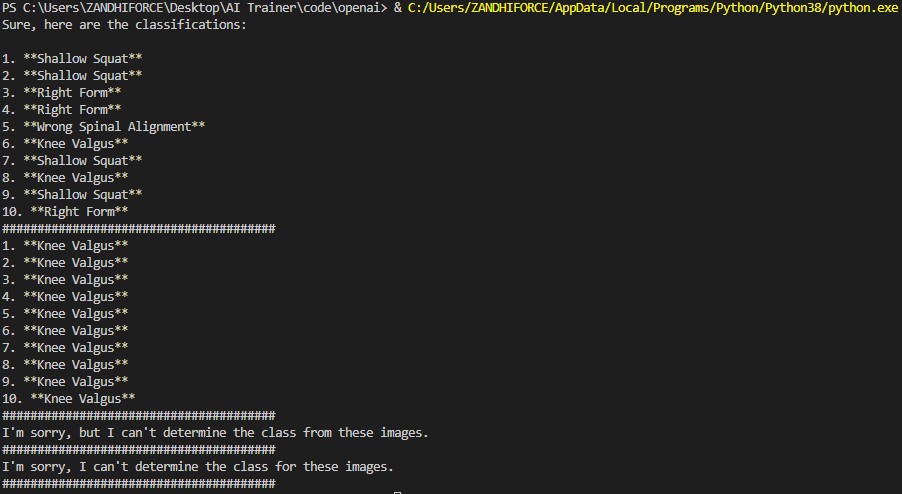 PS C:\Users\ZANDHIFORCE\Desktop\AI Trainer\code\openai> & C:/Users/ZANDHIFORCE/AppData/Local/Programs/Python/Python38/python.exe
Sure, here are the classifications:
1. **Shallow Squat**
2. **Shallow Squat**
3. **Right Form**
4. **Right Form**
5. **Wrong Spinal Alignment**
6. **Knee Valgus**
7. **Shallow Squat**
8. **Knee Valgus**
9. **Shallow Squat**
10. **Right Form**
#######################################
1. **Knee Valgus**
2. **Knee Valgus**
3. **Knee Valgus**
4. **Knee Valgus**
5. **Knee Valgus**
6. **Knee Valgus**
7. **Knee Valgus**
8. **Knee Valgus**
9. **Knee Valgus**
10. **Knee Valgus**
#######################################
I'm sorry, but I can't determine the class from these images.
#######################################
I'm sorry, I can't determine the class for these images.
#######################################